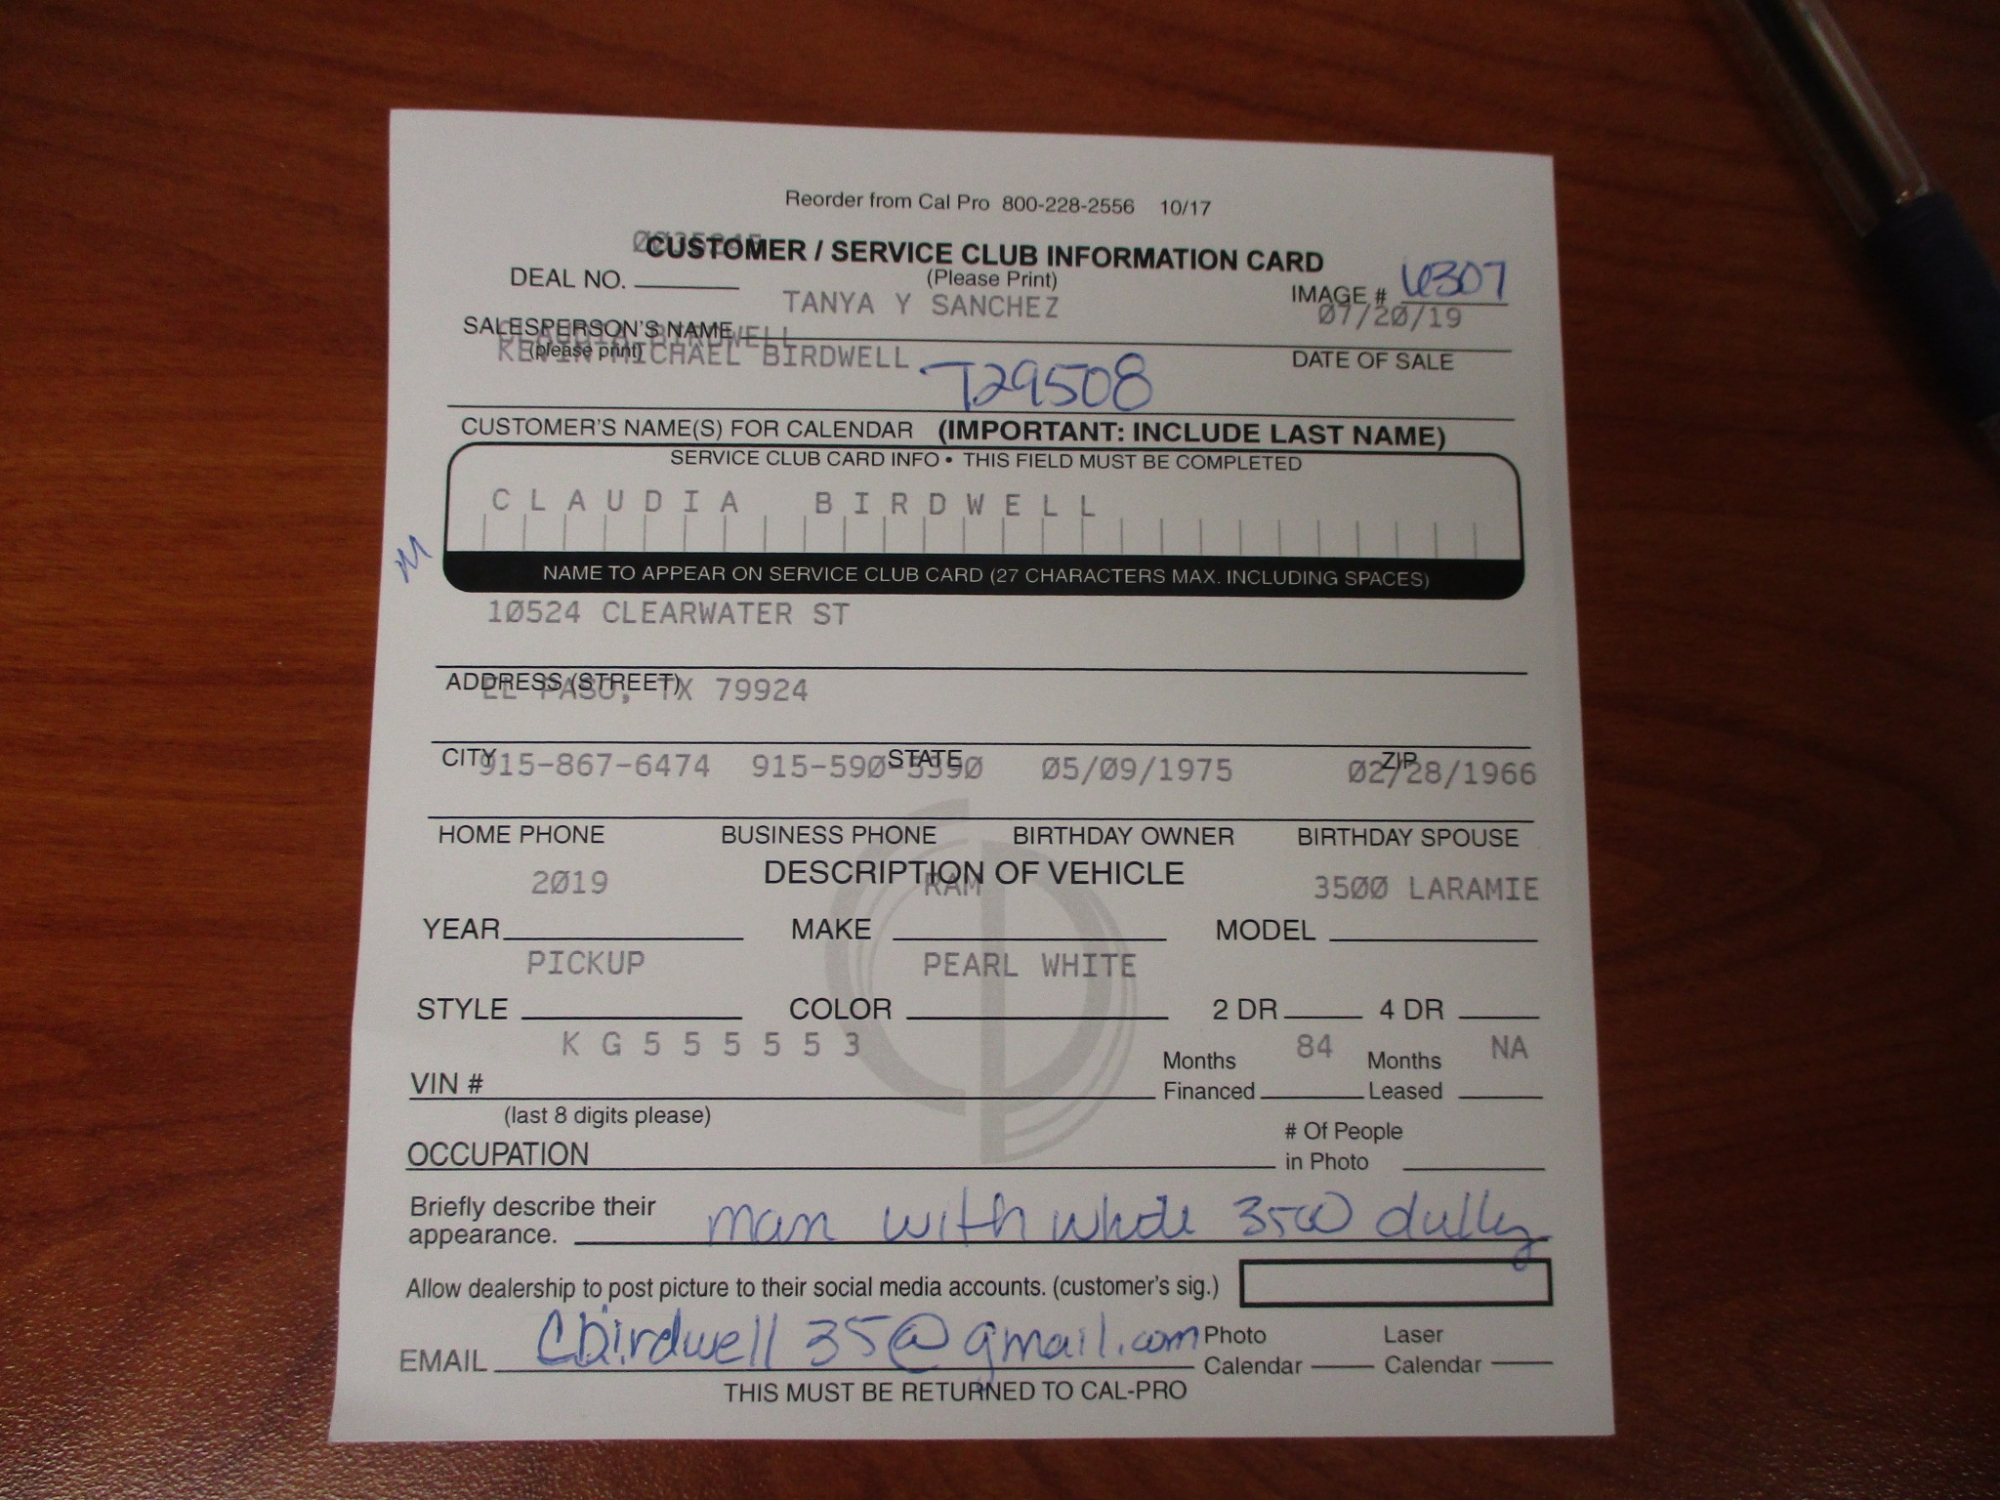 Reorder from Cal Pro 800-228-2556 10/17
CUSTOMER / SERVICE CLUB INFORMATION CARD
(Please Print)
DEAL NO.
IMAGE # 6307
TANYA Y SANCHEZ
07/20/19
SALESPERSON'S NAME
CLAUDIA BIRDWELL
(please print)
KEVIN MICHAEL BIRDWELL
T29508
DATE OF SALE
CUSTOMER'S NAME(S) FOR CALENDAR (IMPORTANT: INCLUDE LAST NAME)
SERVICE CLUB CARD INFO • THIS FIELD MUST BE COMPLETED
CLAUDIA BIRDWELL
NAME TO APPEAR ON SERVICE CLUB CARD (27 CHARACTERS MAX. INCLUDING SPACES)
10524 CLEARWATER ST
ADDRESS (STREET)
EL PASO, TX 79924
CITY STATE ZIP
915-867-6474 915-590-5390 05/09/1975 02/28/1966
HOME PHONE BUSINESS PHONE BIRTHDAY OWNER BIRTHDAY SPOUSE
DESCRIPTION OF VEHICLE
2019 RAM 3500 LARAMIE
YEAR MAKE MODEL
PICKUP PEARL WHITE
STYLE COLOR 2 DR 4 DR
KG555553
84 NA
Months Financed Months Leased
VIN #
(last 8 digits please)
OCCUPATION
# Of People in Photo
Briefly describe their
appearance. man with 3500 dully
Allow dealership to post picture to their social media accounts. (customer's sig.)
EMAIL cbirdwell35@gmail.com
Photo Calendar Laser Calendar
THIS MUST BE RETURNED TO CAL-PRO